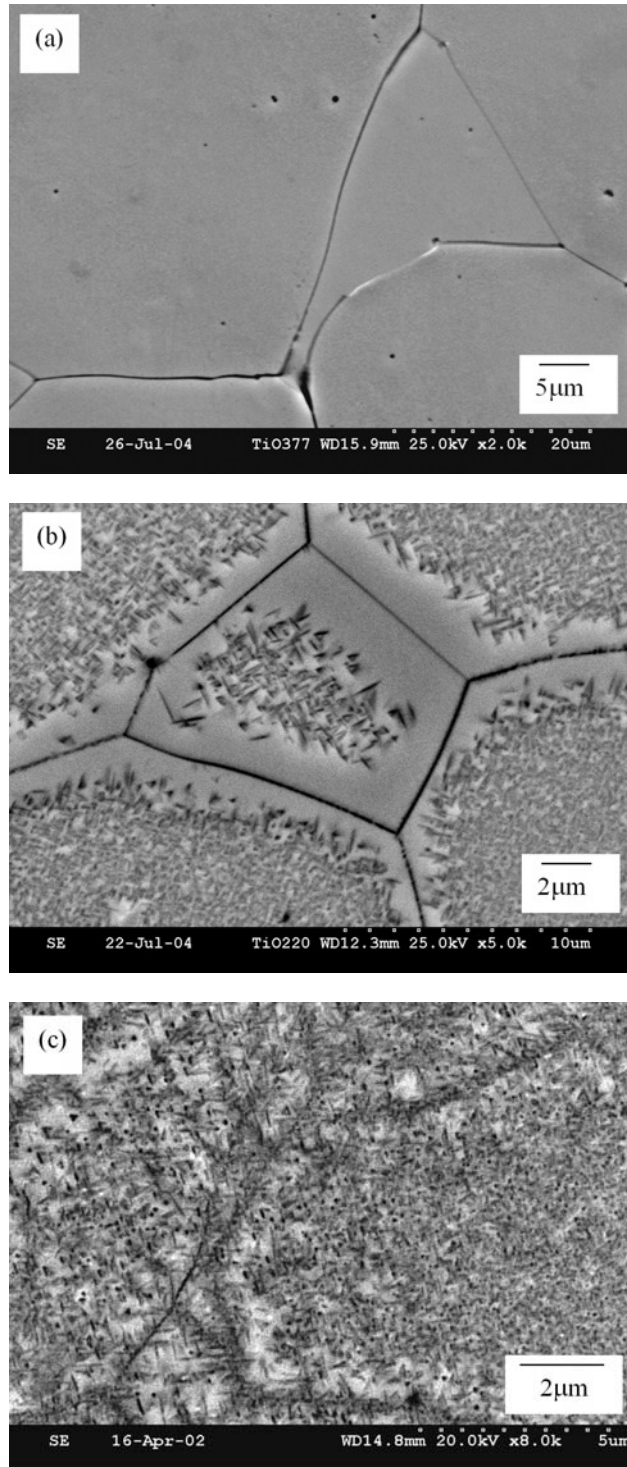 (a)
5μm
SE 26-Jul-04 TiO377 WD15.9mm 25.0kV x2.0k 20um
(b)
2μm
SE 22-Jul-04 TiO220 WD12.3mm 25.0kV x5.0k 10um
(c)
2μm
SE 16-Apr-02 WD14.8mm 20.0kV x8.0k 5um